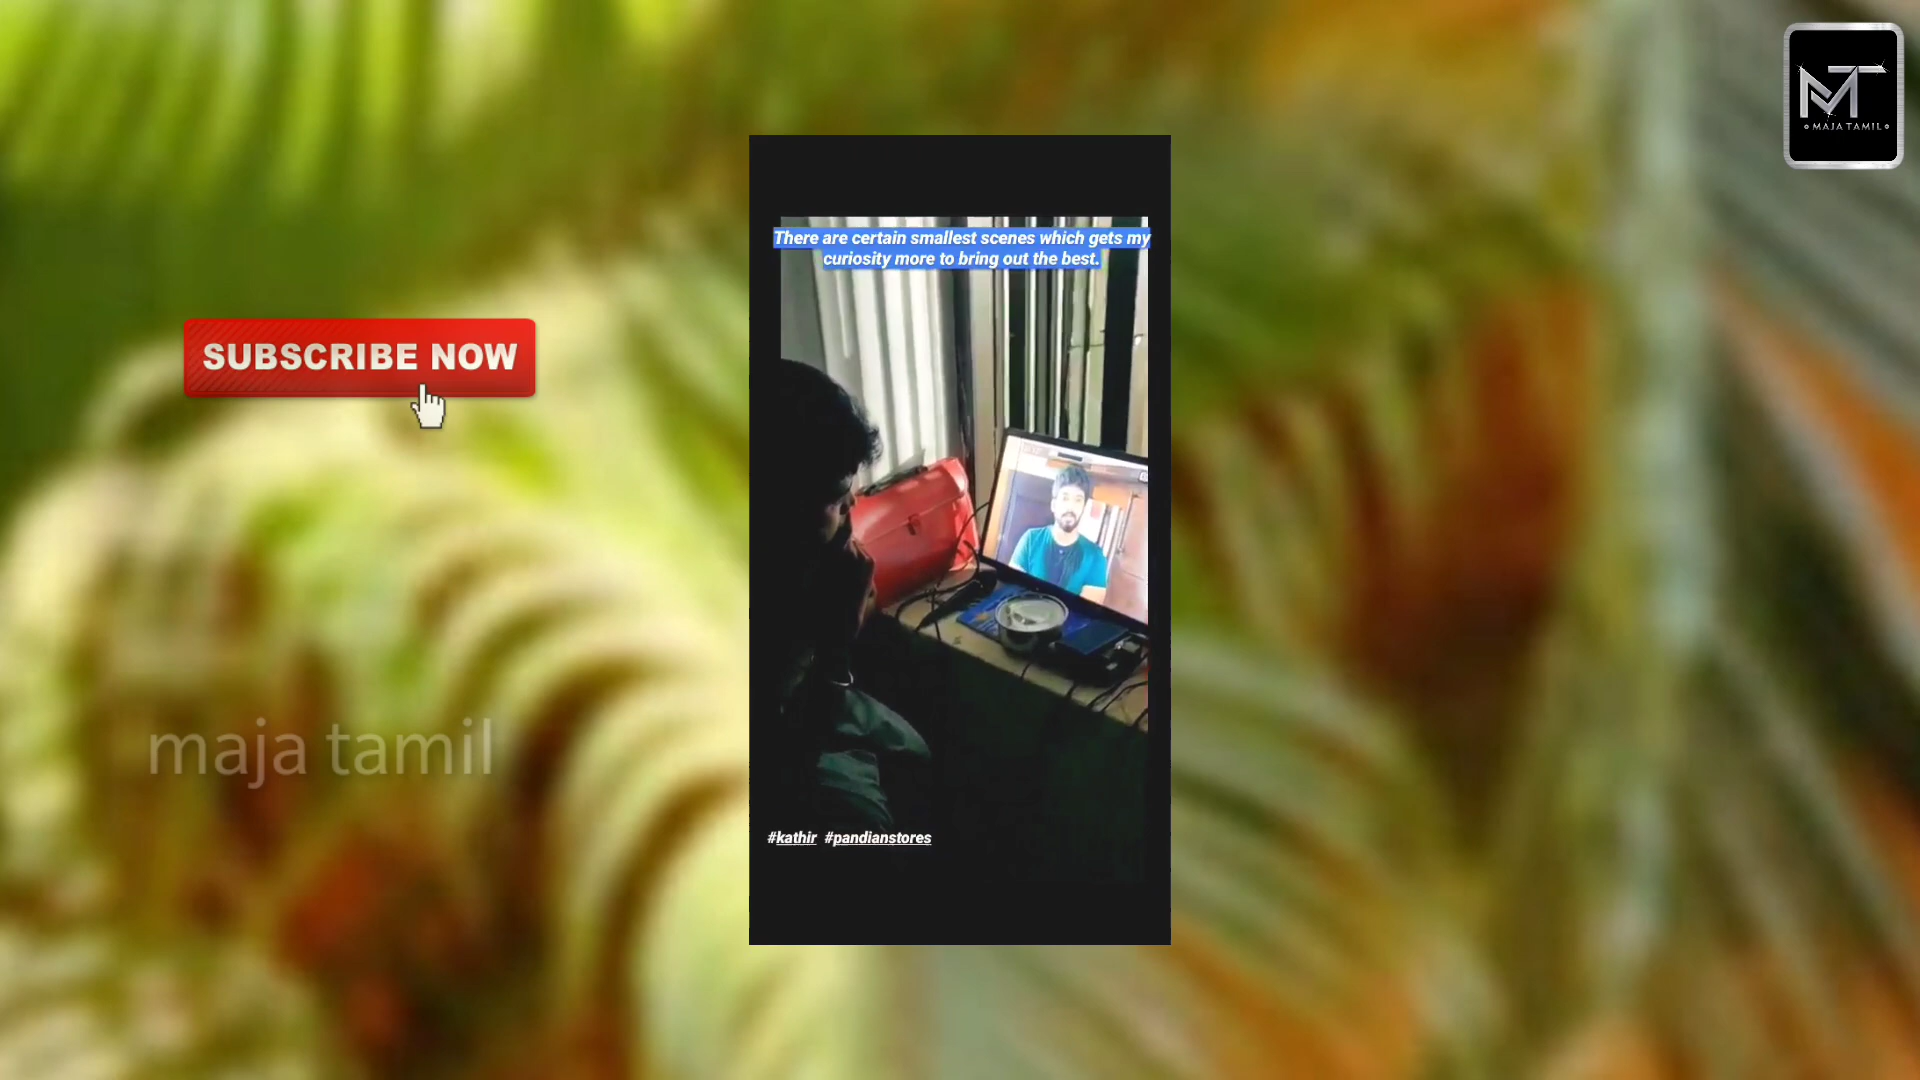 MT
MAJA TAMIL
There are certain smallest scenes which gets my
curiosity more to bring out the best.
SUBSCRIBE NOW
maja tamil
#kathir #pandianstores